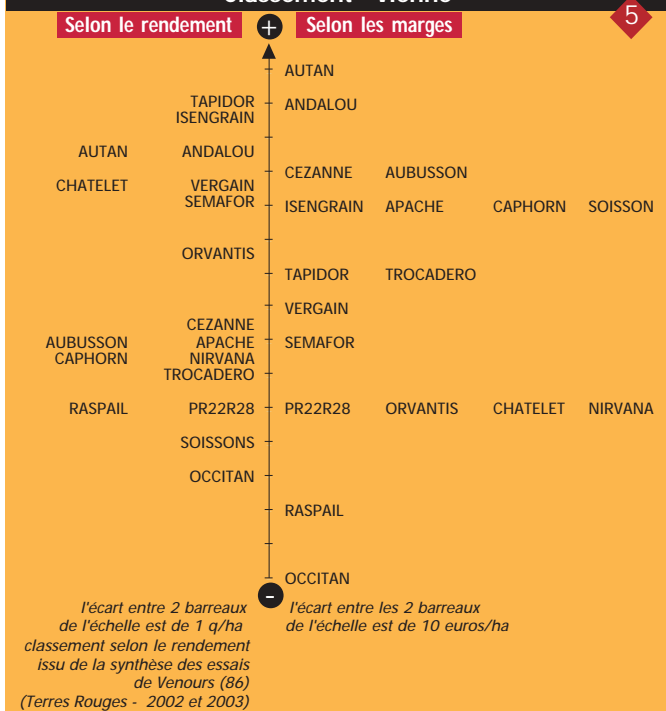 Classement - Vienne
5
Selon le rendement + Selon les marges
AUTAN
TAPIDOR ANDALOU
ISENGRAIN
AUTAN ANDALOU
CEZANNE AUBUSSON
CHATELET VERGAIN
SEMAFOR ISENGRAIN APACHE CAPHORN SOISSON
ORVANTIS
TAPIDOR TROCADERO
VERGAIN
CEZANNE
AUBUSSON APACHE SEMAFOR
CAPHORN NIRVANA
TROCADERO
RASPAIL PR22R28 PR22R28 ORVANTIS CHATELET NIRVANA
SOISSONS
OCCITAN
RASPAIL
OCCITAN
-
l'écart entre 2 barreaux
de l'échelle est de 1 q/ha
classement selon le rendement
issu de la synthèse des essais
de Venours (86)
(Terres Rouges - 2002 et 2003)
l'écart entre les 2 barreaux
de l'échelle est de 10 euros/ha